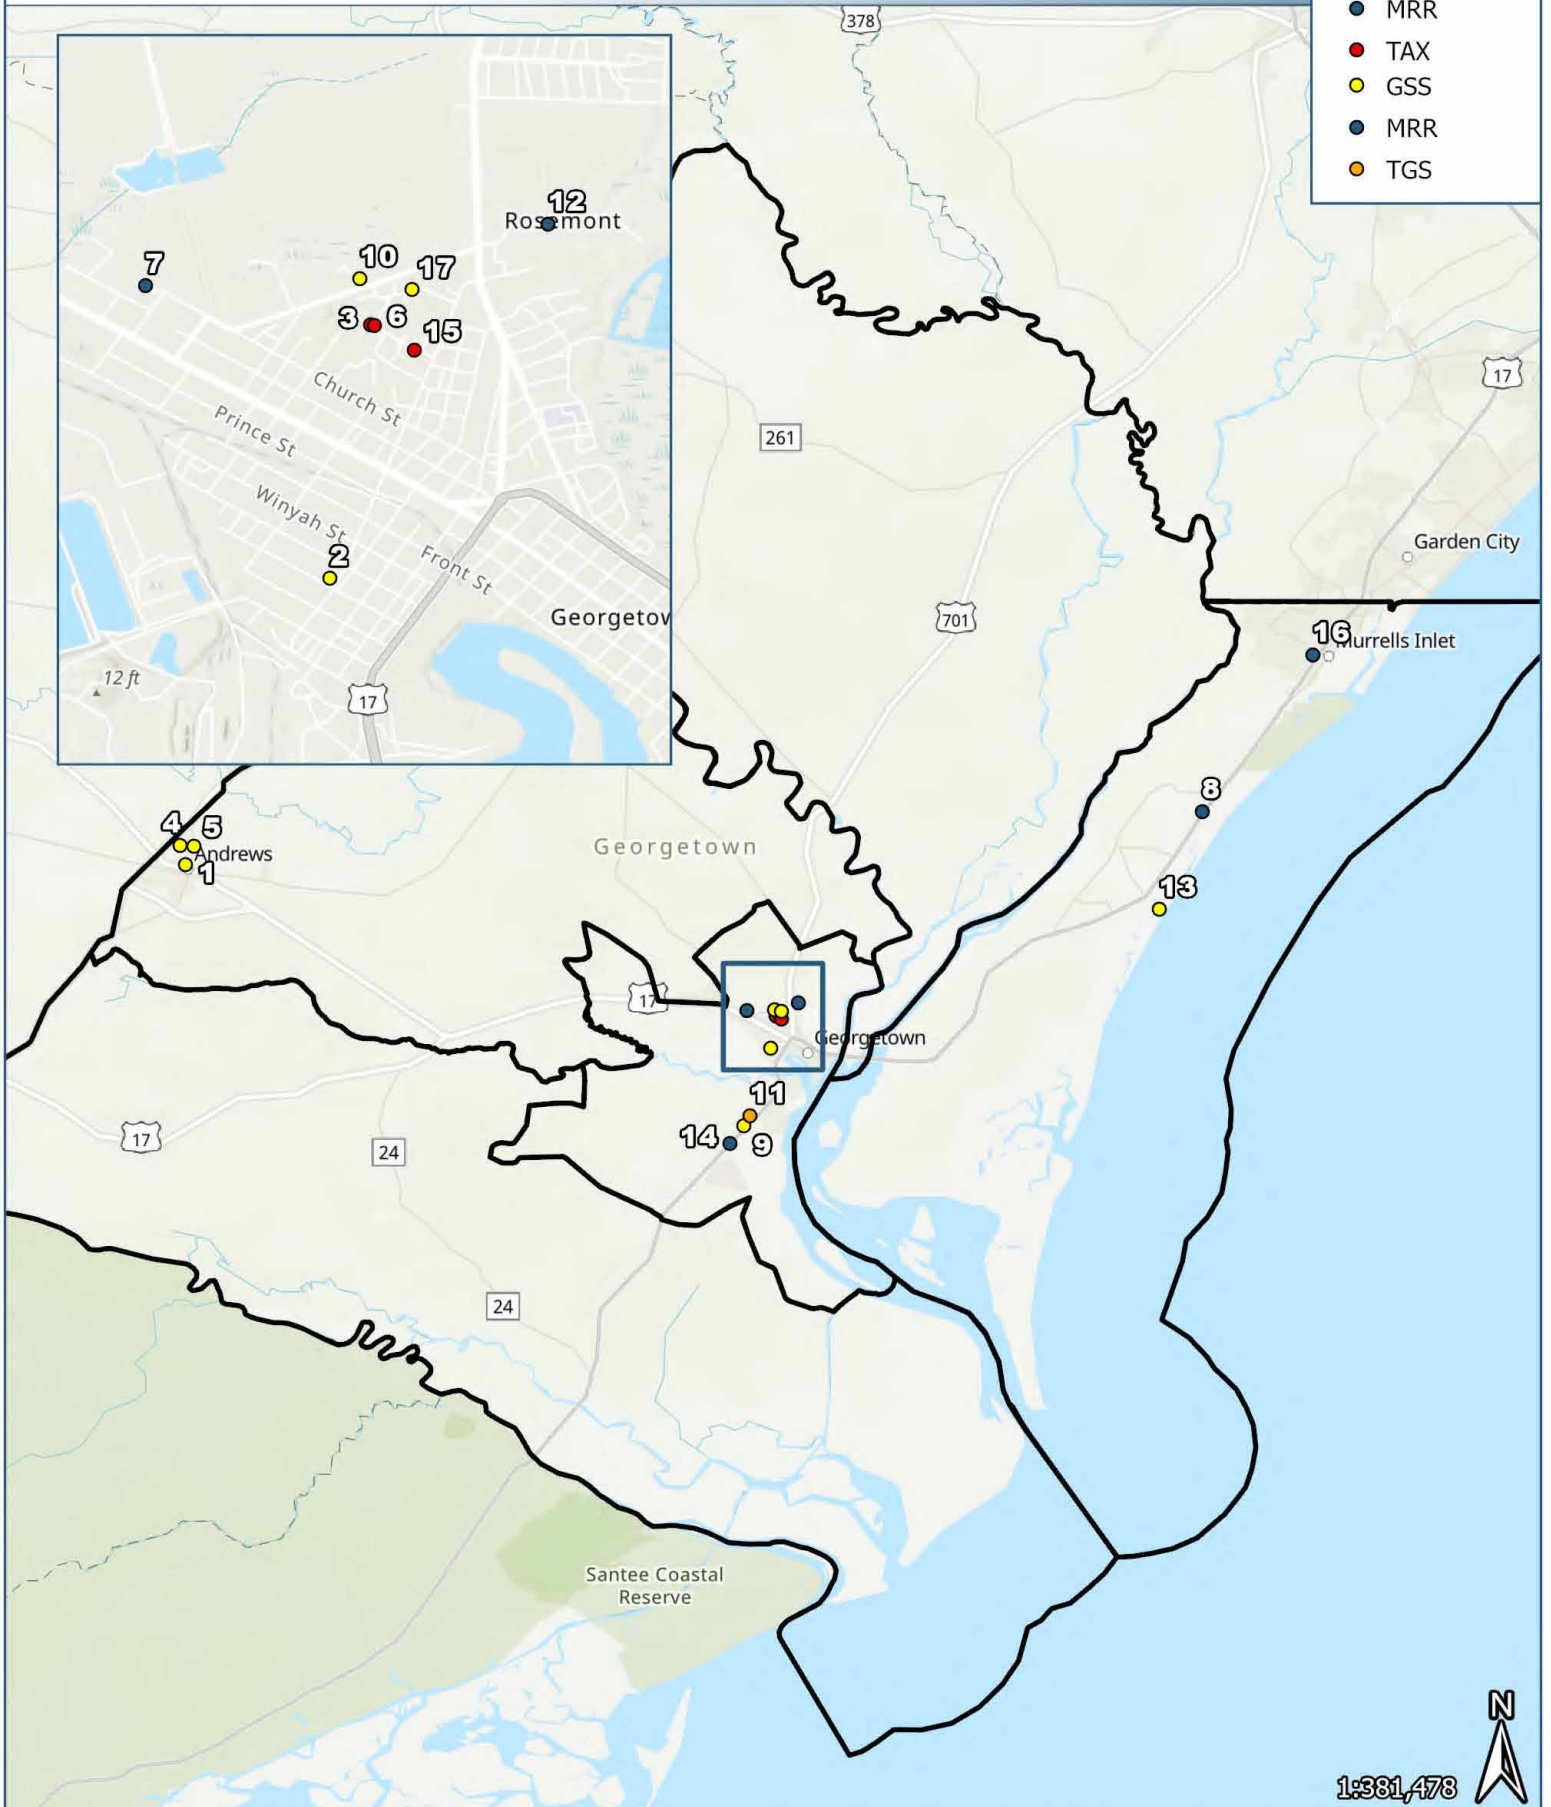 378
MRR
TAX
GSS
MRR
TGS
12
Rosemont
7
10
17
3
6
15
Church St
Prince St
Winyah St
Front St
2
Georgetow
12 ft
17
261
17
Garden City
701
16
Murrells Inlet
8
4
5
Andrews
1
Georgetown
13
17
Georgetown
11
14
9
17
24
24
Santee Coastal
Reserve
N
1:381,478